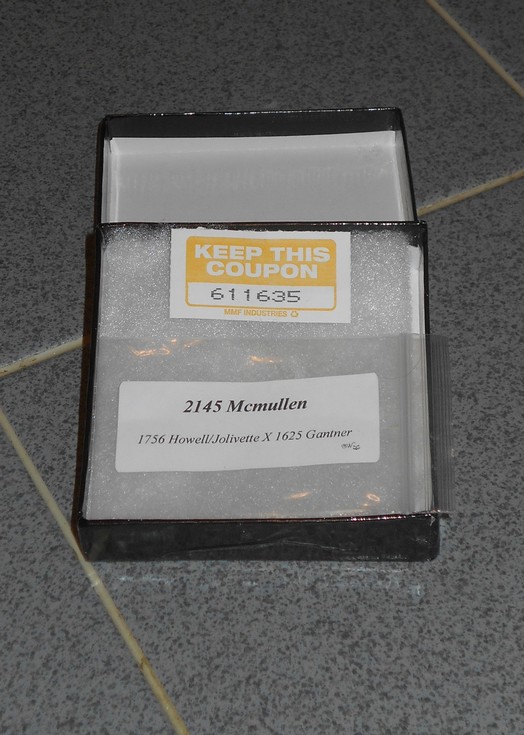 KEEP THIS
COUPON
611635
MMF INDUSTRIES
2145 Mcmullen
1756 Howell/Jolivette X 1625 Gantner